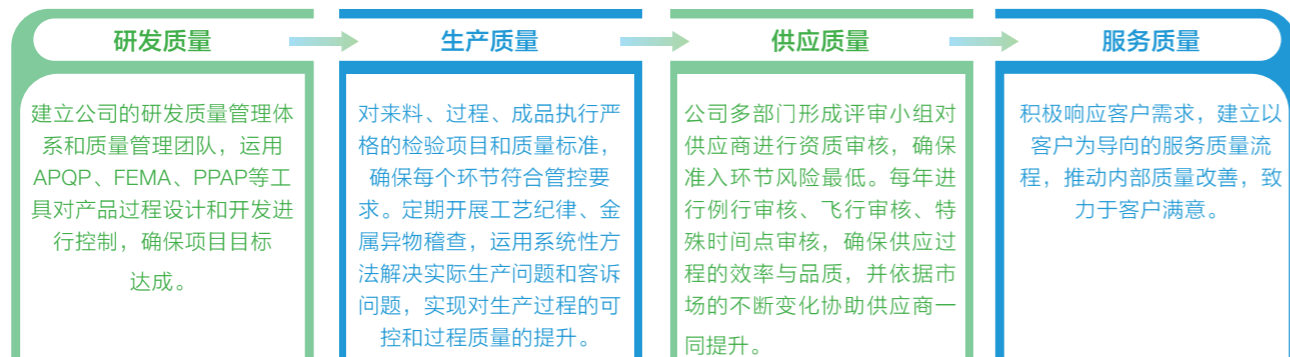 研发质量
生产质量
供应质量
服务质量
建立公司的研发质量管理体
系和质量管理团队，运用
APQP、FEMA、PPAP等工
具对产品过程设计和开发进
行控制，确保项目目标
达成。
对来料、过程、成品执行严
格的检验项目和质量标准，
确保每个环节符合管控要
求。定期开展工艺纪律、金
属异物稽查，运用系统性方
法解决实际生产问题和客诉
问题，实现对生产过程的可
控和过程质量的提升。
公司多部门形成评审小组对
供应商进行资质审核，确保
准入环节风险最低。每年进
行例行审核、飞行审核、特
殊时间点审核，确保供应过
程的效率与品质，并依据市
场的不断变化协助供应商一
同提升。
积极响应客户需求，建立以
客户为导向的服务质量流
程，推动内部质量改善，致
力于客户满意。